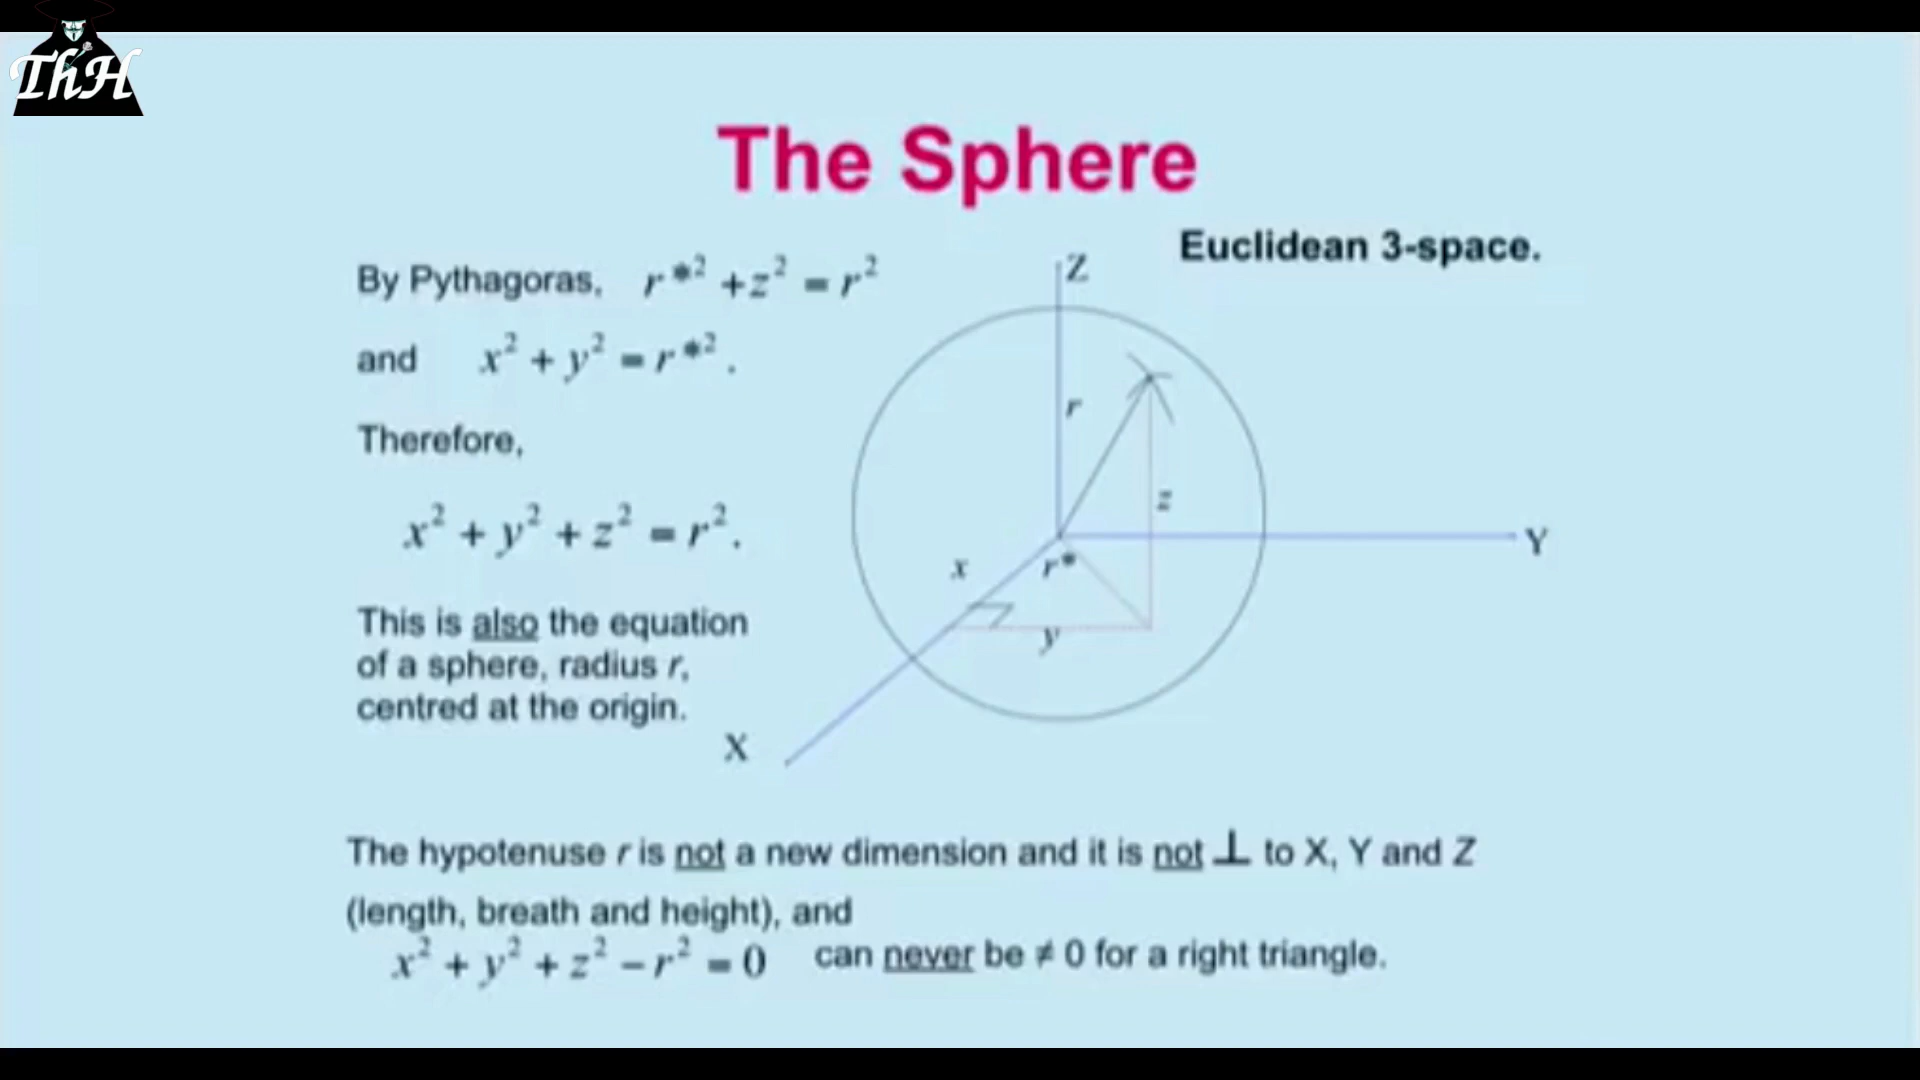 ThH
The Sphere
Euclidean 3-space.
By Pythagoras, r*² +z² = r²
and x² + y² = r*² .
Therefore,
x² + y² + z² = r².
This is also the equation
of a sphere, radius r,
centred at the origin.
Z
r
z
Y
x
r*
y
X
The hypotenuse r is not a new dimension and it is not ⊥ to X, Y and Z
(length, breath and height), and
x² + y² + z² – r² = 0 can never be ≠ 0 for a right triangle.